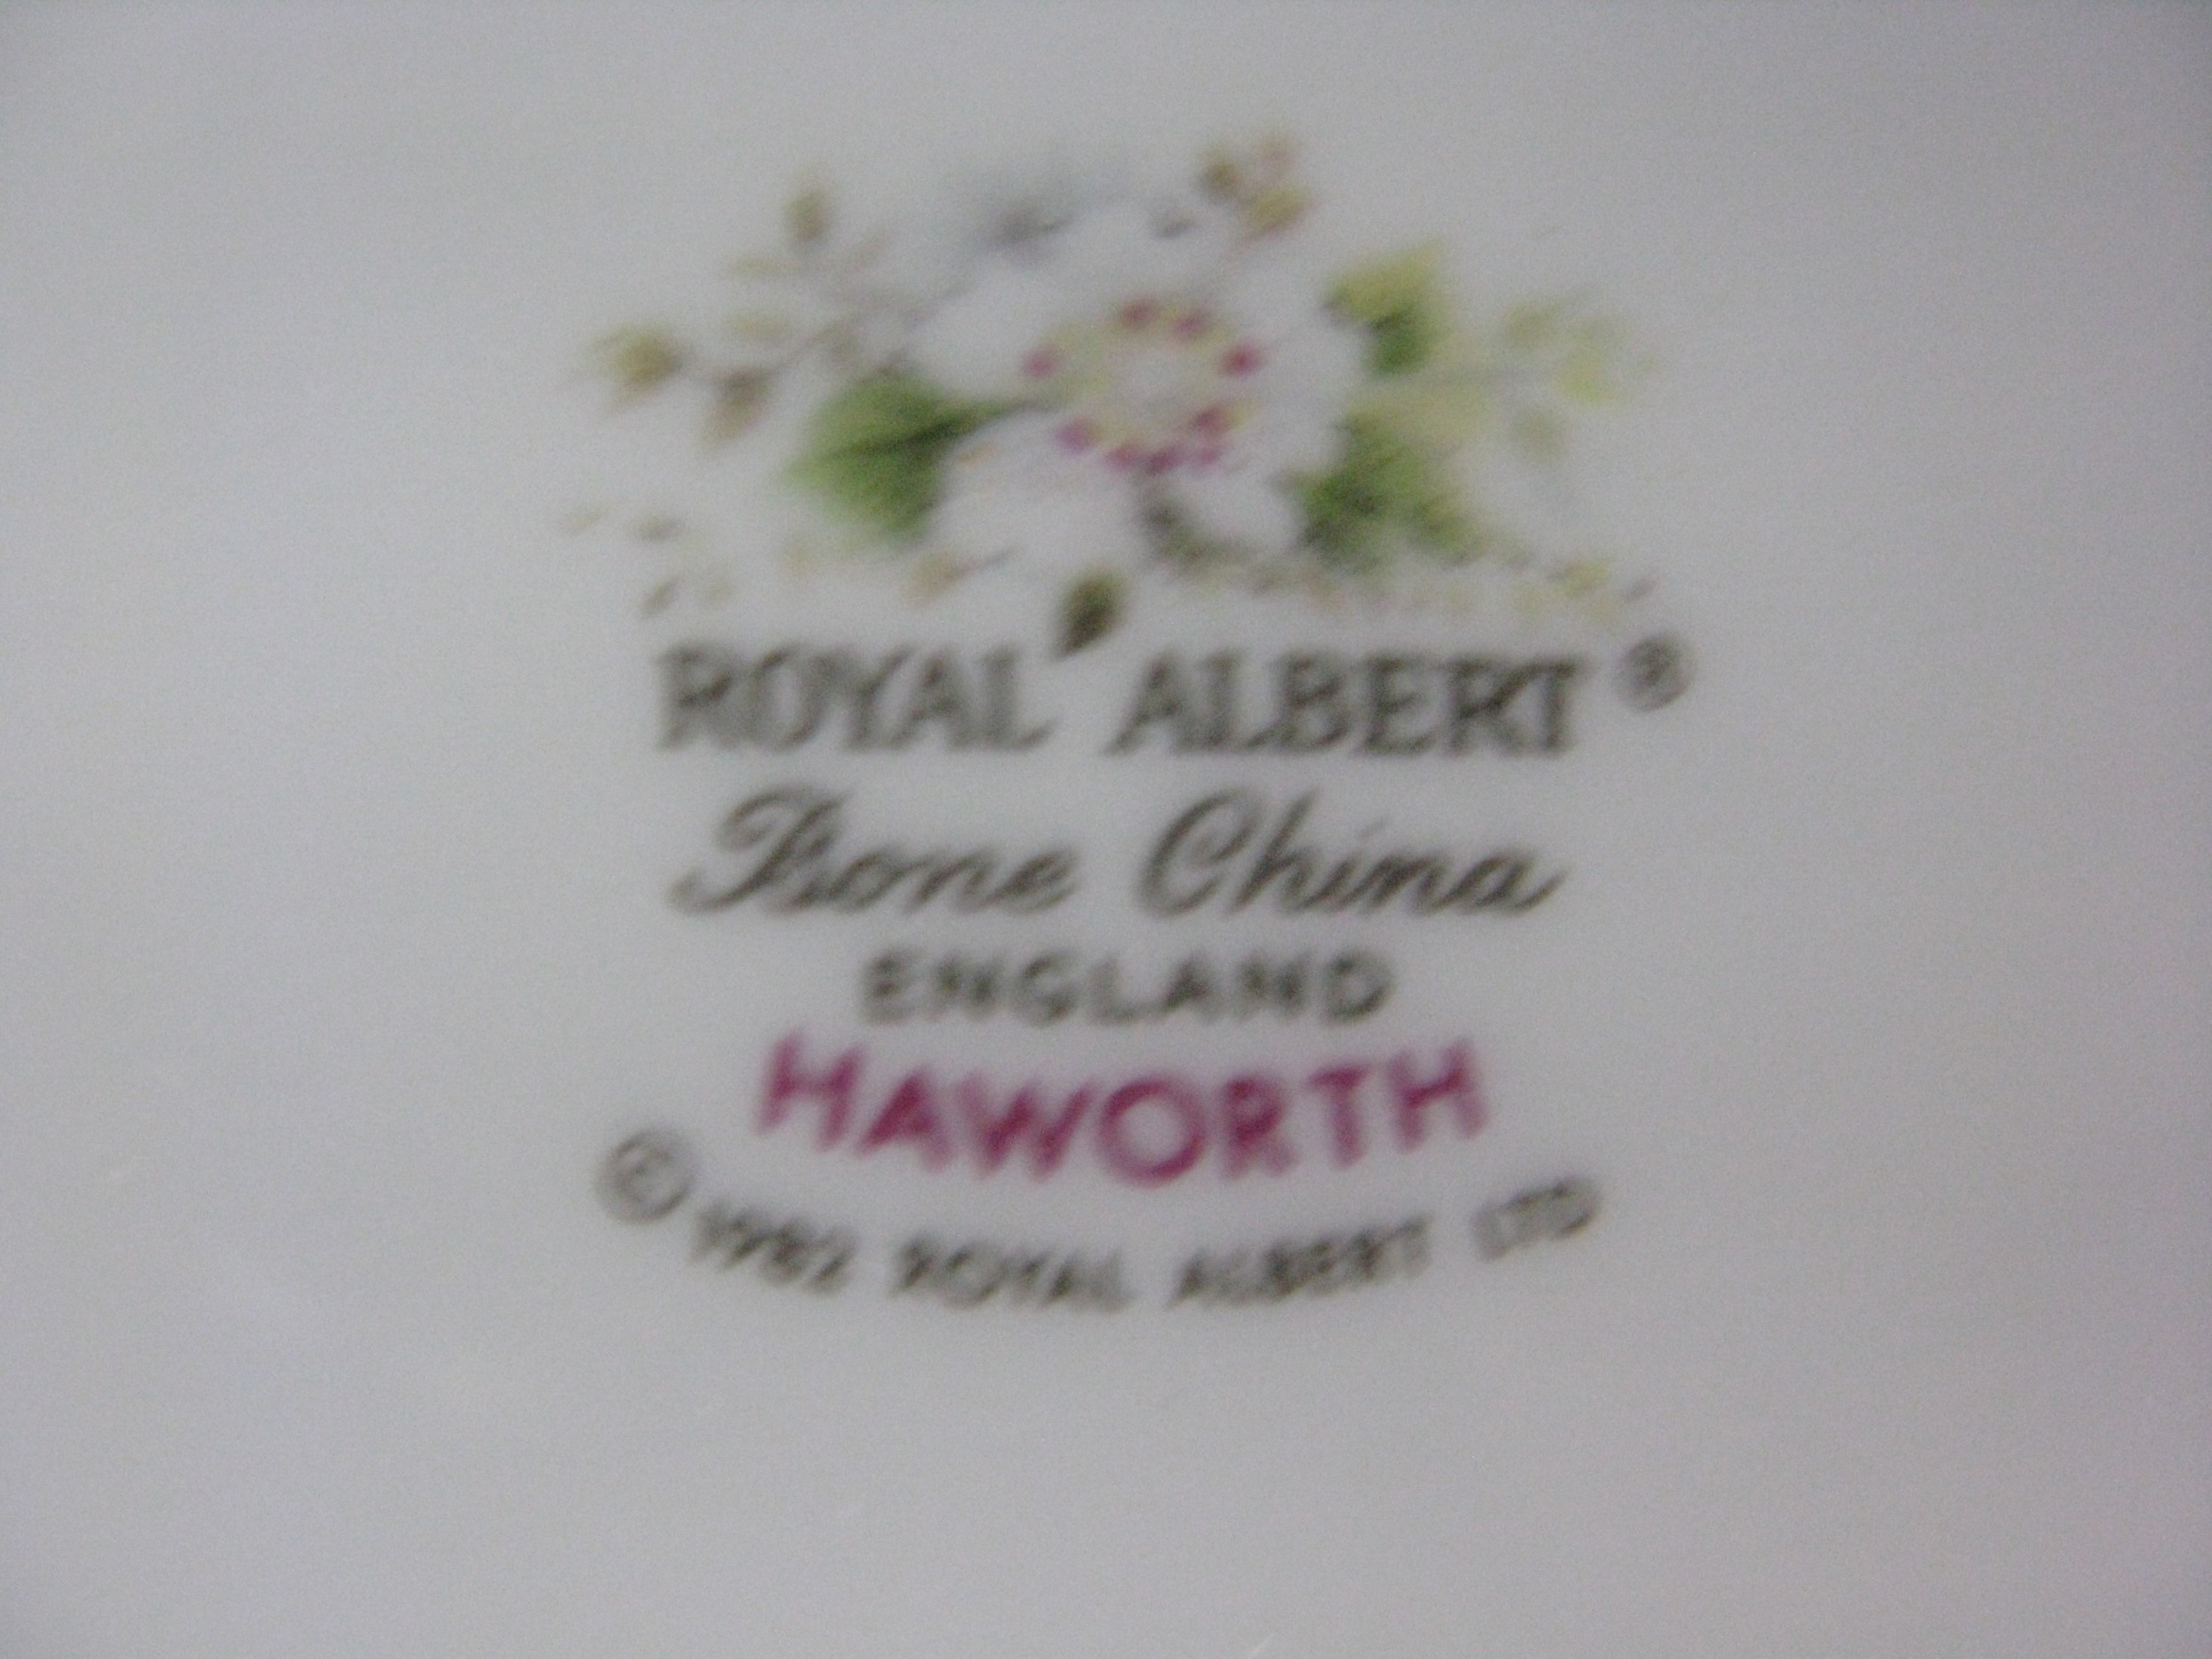 ROYAL ALBERT ®
Bone China
ENGLAND
HAWORTH
© 1982 ROYAL ALBERT LTD